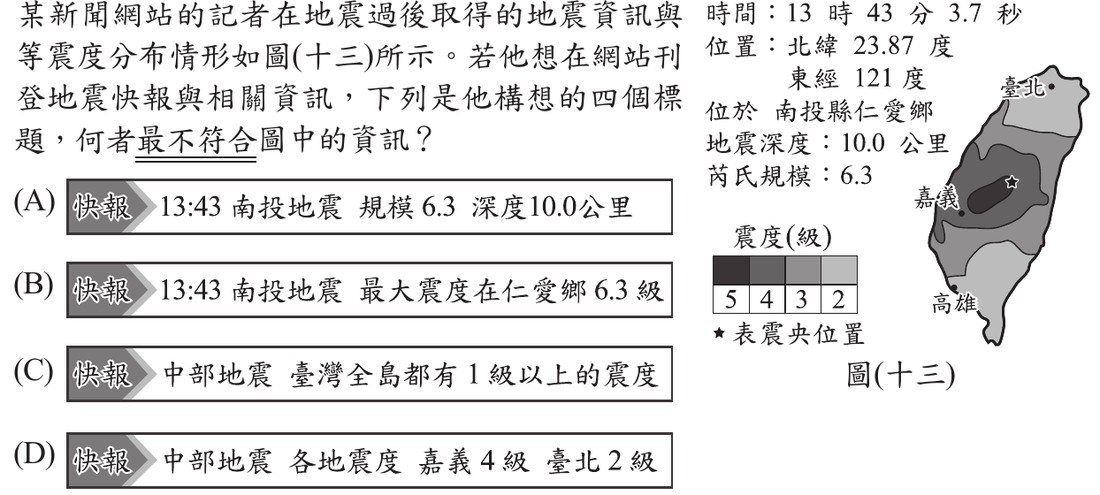 某新聞網站的記者在地震過後取得的地震資訊與
等震度分布情形如圖(十三)所示。若他想在網站刊
登地震快報與相關資訊，下列是他構想的四個標
題，何者最不符合圖中的資訊？
(A) 快報 13:43 南投地震 規模 6.3 深度10.0公里
(B) 快報 13:43 南投地震 最大震度在仁愛鄉 6.3 級
(C) 快報 中部地震 臺灣全島都有 1 級以上的震度
(D) 快報 中部地震 各地震度 嘉義 4 級 臺北 2 級
時間：13 時 43 分 3.7 秒
位置：北緯 23.87 度
東經 121 度
位於 南投縣仁愛鄉
地震深度：10.0 公里
芮氏規模：6.3
臺北
嘉義
高雄
震度(級)
5 4 3 2
★表震央位置
圖(十三)